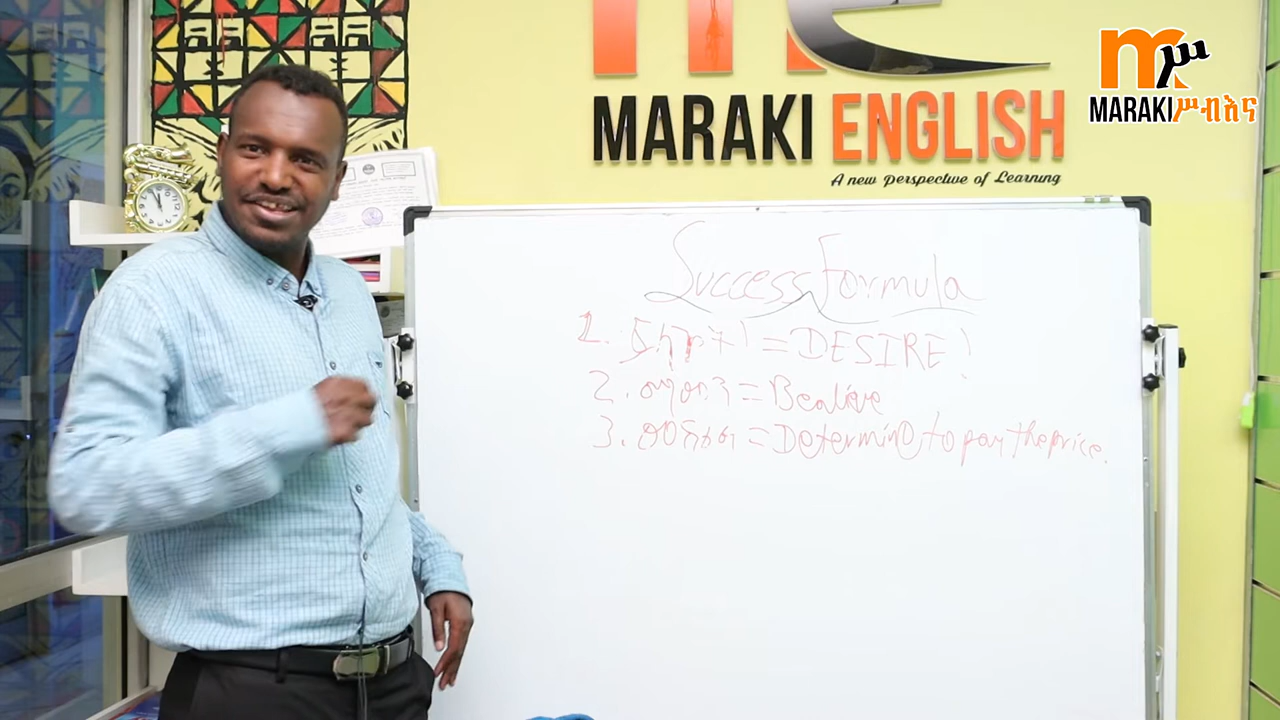 MARAKI ENGLISH
A new perspective of Learning
MARAKIሥብእና
Success Formula
1. ፍላጎት! = DESIRE!
2. ማመን = Bealive
3. መወሰን = Determine to pay the price.